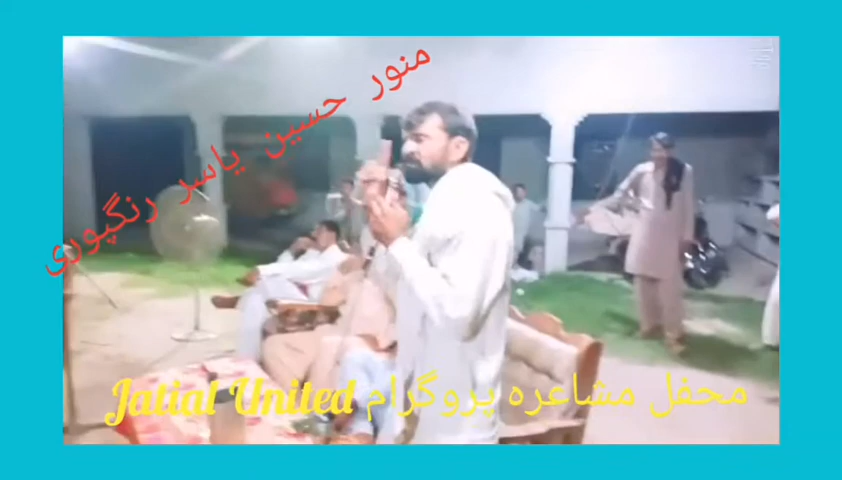 منور حسین یاسر رنگپوری
محفل مشاعرہ پروگرام Jatial United